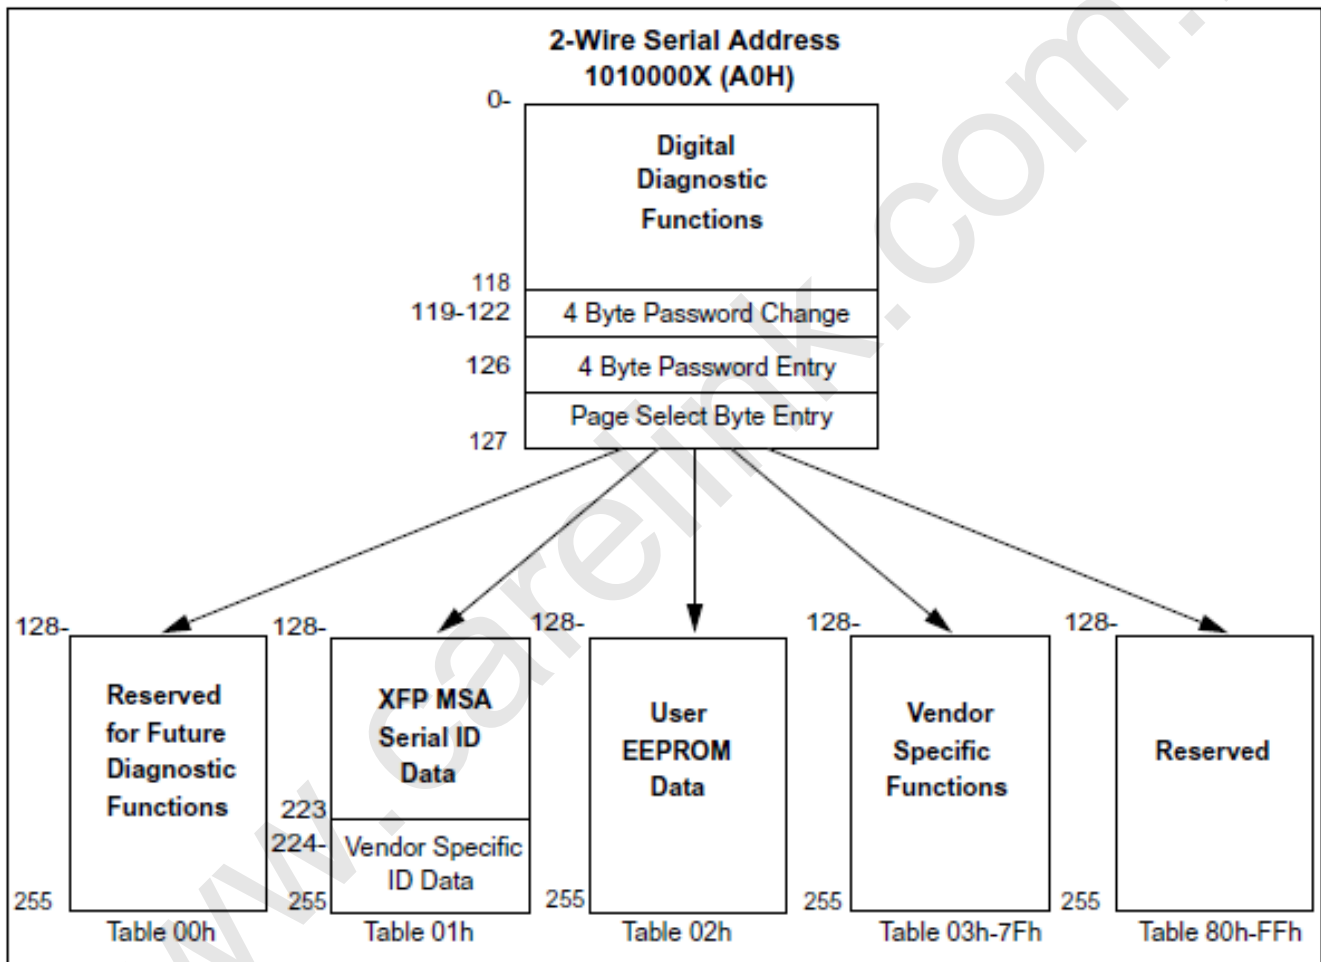 2-Wire Serial Address
1010000X (A0H)
0-
Digital
Diagnostic
Functions
118
119-122
4 Byte Password Change
126
4 Byte Password Entry
Page Select Byte Entry
127
128-
128-
128-
128-
128-
Reserved
for Future
Diagnostic
Functions
255
Table 00h
XFP MSA
Serial ID
Data
223
224-
Vendor Specific
ID Data
255
Table 01h
User
EEPROM
Data
255
Table 02h
Vendor
Specific
Functions
255
Table 03h-7Fh
Reserved
255
Table 80h-FFh
www.carelink.com.